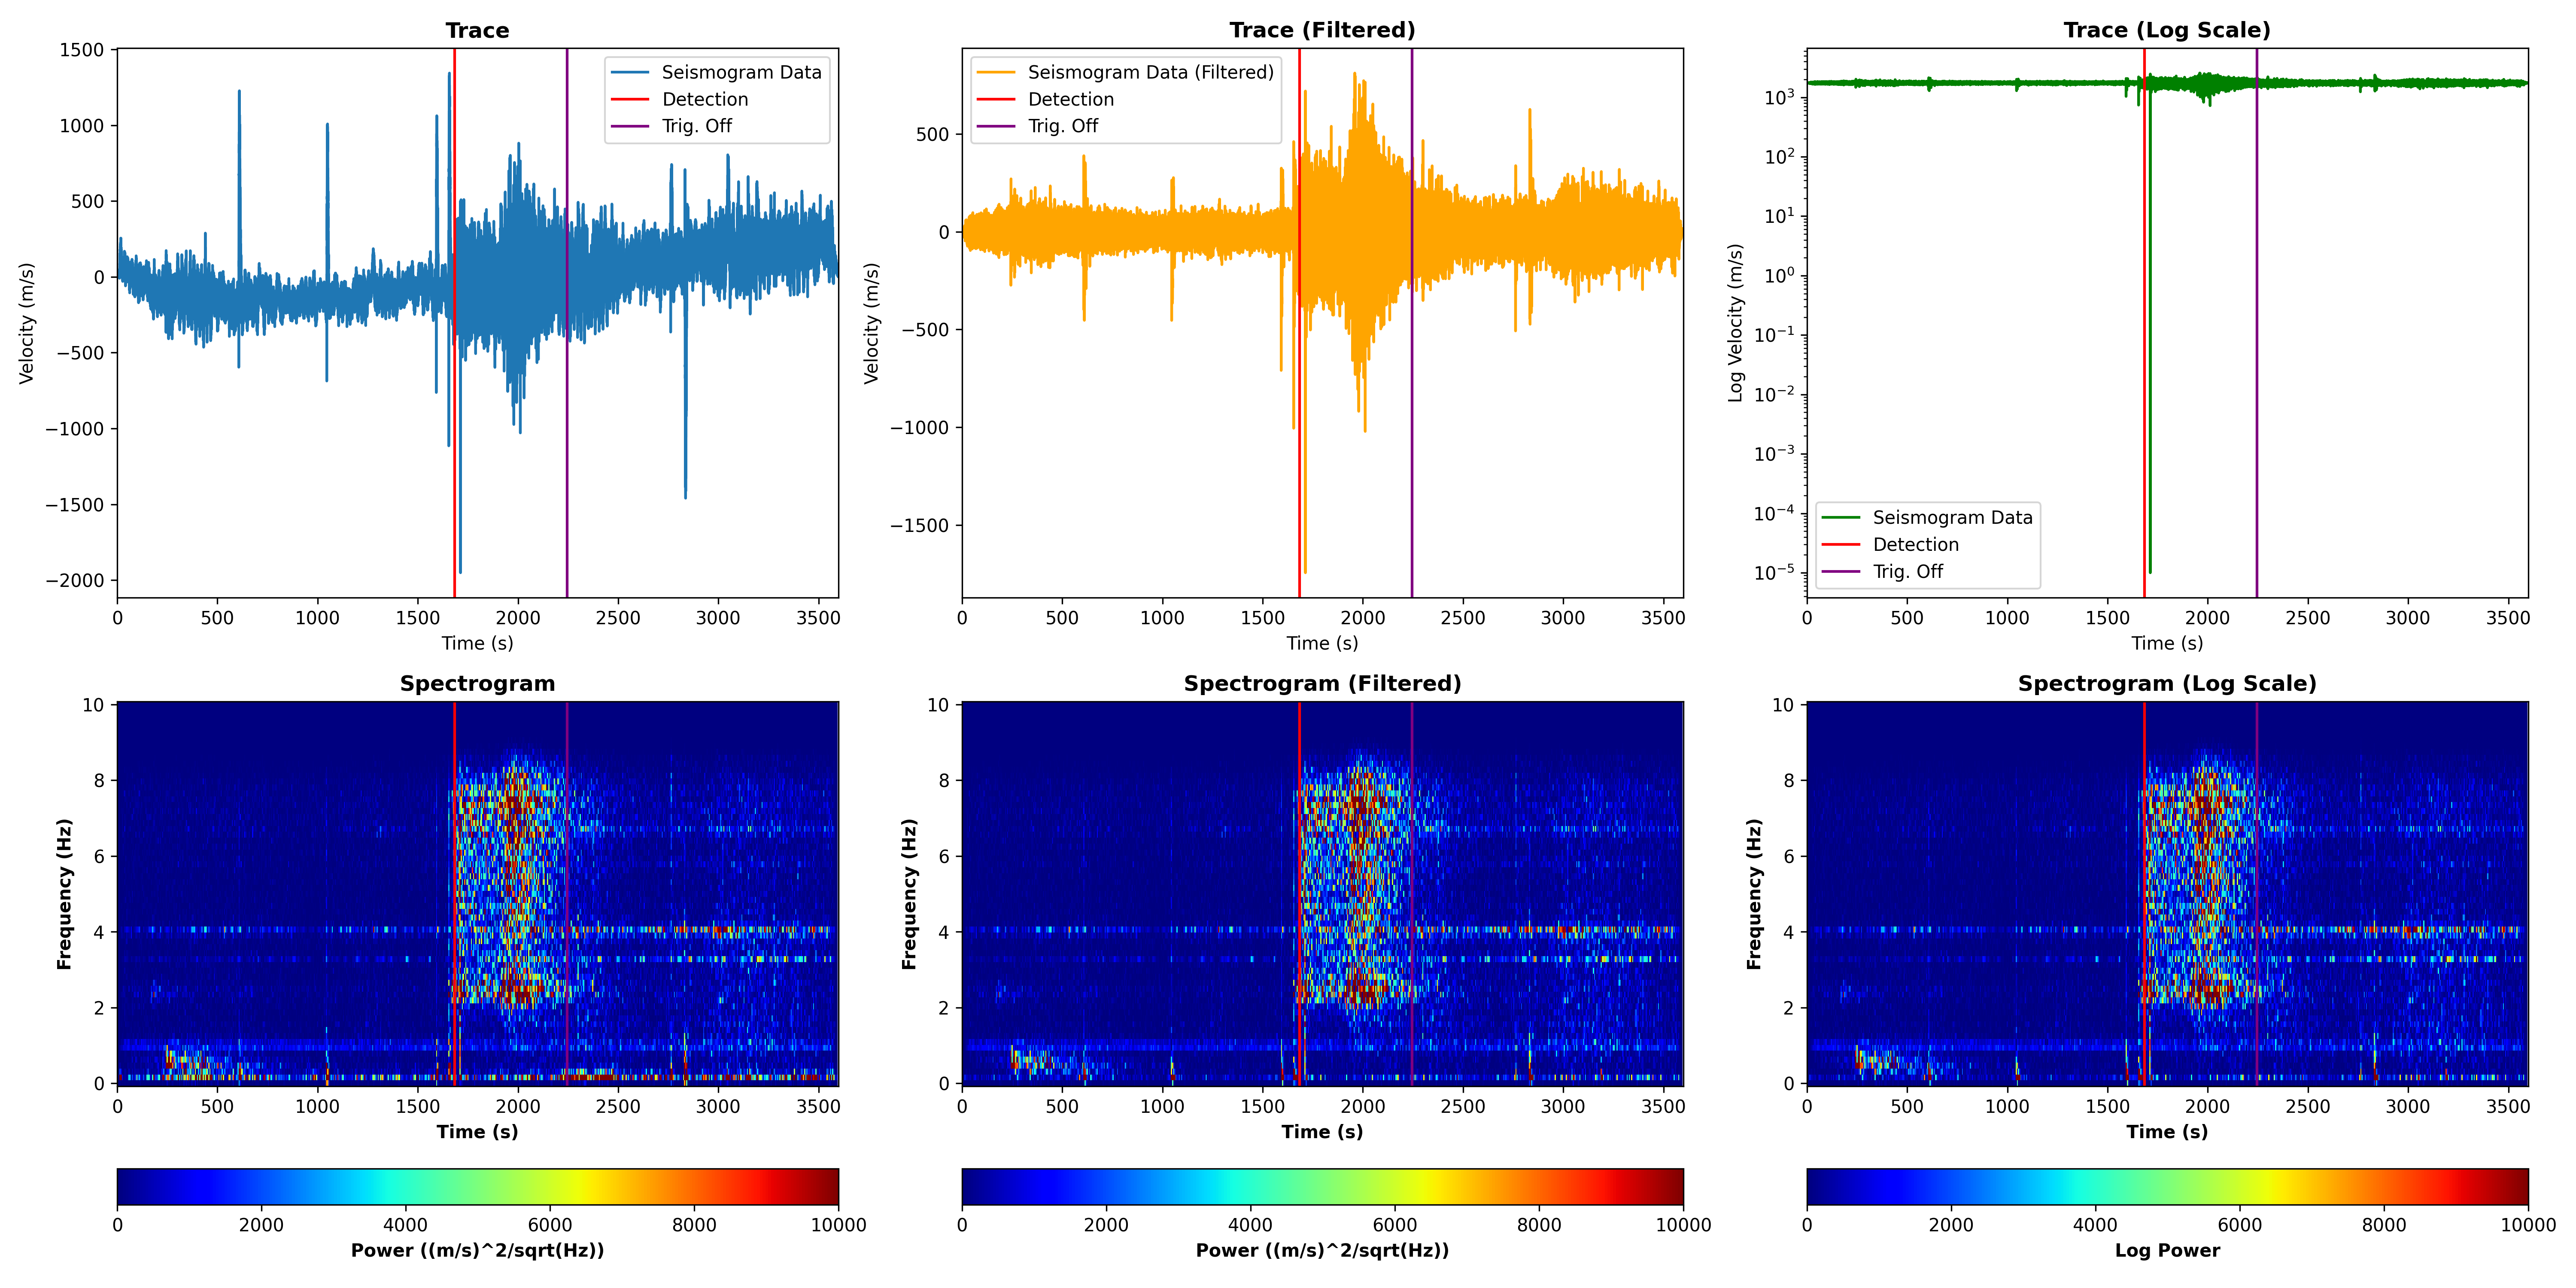 Trace
1500
1000
500
0
−500
−1000
−1500
−2000
Velocity (m/s)
Seismogram Data
Detection
Trig. Off
0 500 1000 1500 2000 2500 3000 3500
Time (s)
Trace (Filtered)
500
0
−500
−1000
−1500
Velocity (m/s)
Seismogram Data (Filtered)
Detection
Trig. Off
0 500 1000 1500 2000 2500 3000 3500
Time (s)
Trace (Log Scale)
10³
10²
10¹
10⁰
10⁻¹
10⁻²
10⁻³
10⁻⁴
10⁻⁵
Log Velocity (m/s)
Seismogram Data
Detection
Trig. Off
0 500 1000 1500 2000 2500 3000 3500
Time (s)
Spectrogram
10
8
6
4
2
0
Frequency (Hz)
0 500 1000 1500 2000 2500 3000 3500
Time (s)
0 2000 4000 6000 8000 10000
Power ((m/s)^2/sqrt(Hz))
Spectrogram (Filtered)
10
8
6
4
2
0
Frequency (Hz)
0 500 1000 1500 2000 2500 3000 3500
Time (s)
0 2000 4000 6000 8000 10000
Power ((m/s)^2/sqrt(Hz))
Spectrogram (Log Scale)
10
8
6
4
2
0
Frequency (Hz)
0 500 1000 1500 2000 2500 3000 3500
Time (s)
0 2000 4000 6000 8000 10000
Log Power